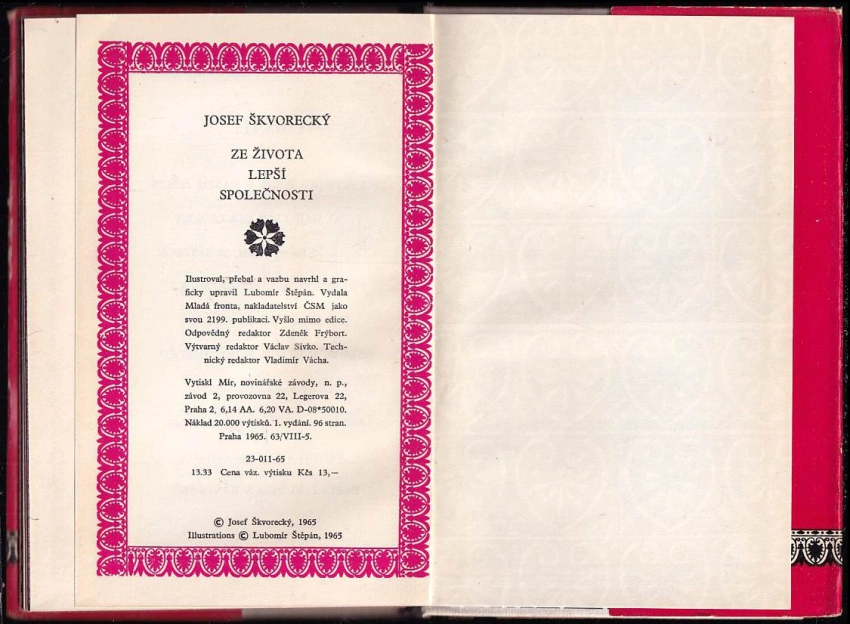 JOSEF ŠKVORECKÝ
ZE ŽIVOTA
LEPŠÍ
SPOLEČNOSTI
Ilustroval, přebal a vazbu navrhl a gra-
ficky upravil Lubomír Štěpán. Vydala
Mladá fronta, nakladatelství ČSM jako
svou 2199. publikaci. Vyšlo mimo edice.
Odpovědný redaktor Zdeněk Frýbort.
Výtvarný redaktor Václav Sivko. Tech-
nický redaktor Vladimír Vácha.
Vytiskl Mír, novinářské závody, n. p.,
závod 2, provozovna 22, Legerova 22,
Praha 2. 6,14 AA. 6,20 VA. D-08*50010.
Náklad 20.000 výtisků. 1. vydání. 96 stran.
Praha 1965. 63/VIII-5.
23-011-65
13.33 Cena váz. výtisku Kčs 13,—
© Josef Škvorecký, 1965
Illustrations © Lubomír Štěpán, 1965